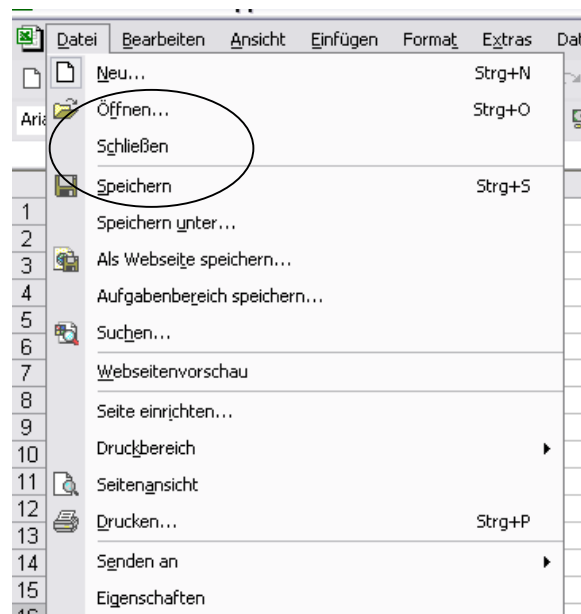 Datei Bearbeiten Ansicht Einfügen Format Extras Dat
Neu... Strg+N
Öffnen... Strg+O
Aria
Schließen
Speichern Strg+S
1
Speichern unter...
2
Als Webseite speichern...
3
Aufgabenbereich speichern...
4
5
Suchen...
6
Webseitenvorschau
7
8
Seite einrichten...
9
Druckbereich
10
Seitenansicht
11
12
Drucken... Strg+P
13
Senden an
14
Eigenschaften
15